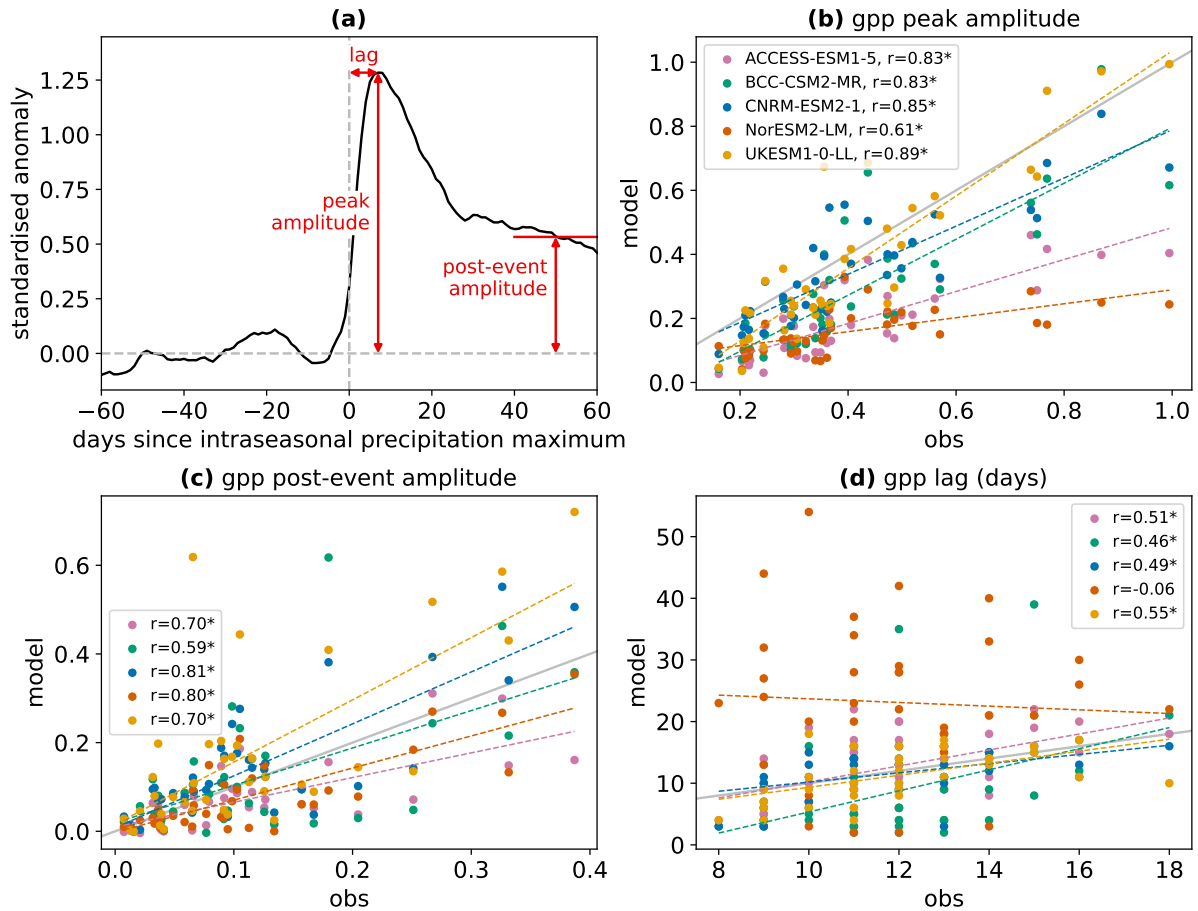 (a)
standardised anomaly
1.25
1.00
0.75
0.50
0.25
0.00
lag
peak
amplitude
post-event
amplitude
−60 −40 −20 0 20 40 60
days since intraseasonal precipitation maximum
(b) gpp peak amplitude
model
1.0
0.8
0.6
0.4
0.2
0.0
ACCESS-ESM1-5, r=0.83*
BCC-CSM2-MR, r=0.83*
CNRM-ESM2-1, r=0.85*
NorESM2-LM, r=0.61*
UKESM1-0-LL, r=0.89*
0.2 0.4 0.6 0.8 1.0
obs
(c) gpp post-event amplitude
model
0.6
0.4
0.2
0.0
r=0.70*
r=0.59*
r=0.81*
r=0.80*
r=0.70*
0.0 0.1 0.2 0.3 0.4
obs
(d) gpp lag (days)
model
50
40
30
20
10
0
r=0.51*
r=0.46*
r=0.49*
r=-0.06
r=0.55*
8 10 12 14 16 18
obs